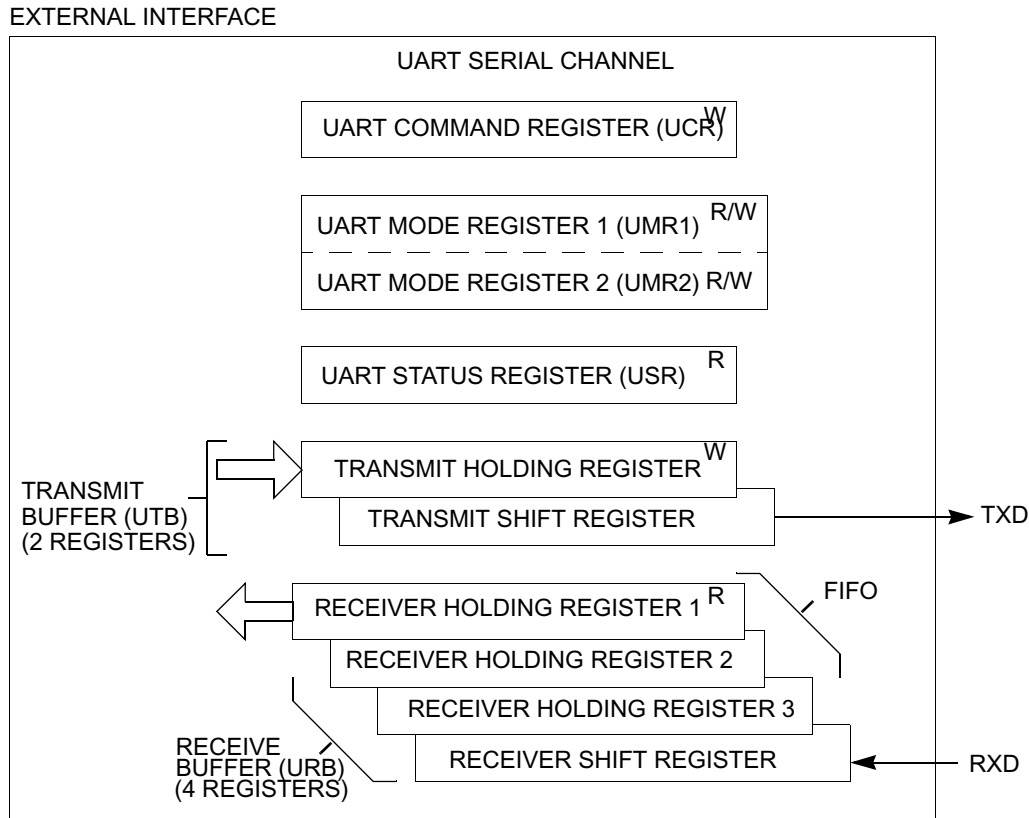 EXTERNAL INTERFACE
UART SERIAL CHANNEL
UART COMMAND REGISTER (UCR) W
UART MODE REGISTER 1 (UMR1) R/W
UART MODE REGISTER 2 (UMR2) R/W
UART STATUS REGISTER (USR) R
TRANSMIT HOLDING REGISTER W
TRANSMIT
BUFFER (UTB)
(2 REGISTERS)
TRANSMIT SHIFT REGISTER
TXD
RECEIVER HOLDING REGISTER 1 R
FIFO
RECEIVER HOLDING REGISTER 2
RECEIVER HOLDING REGISTER 3
RECEIVE
BUFFER (URB)
(4 REGISTERS)
RECEIVER SHIFT REGISTER
RXD